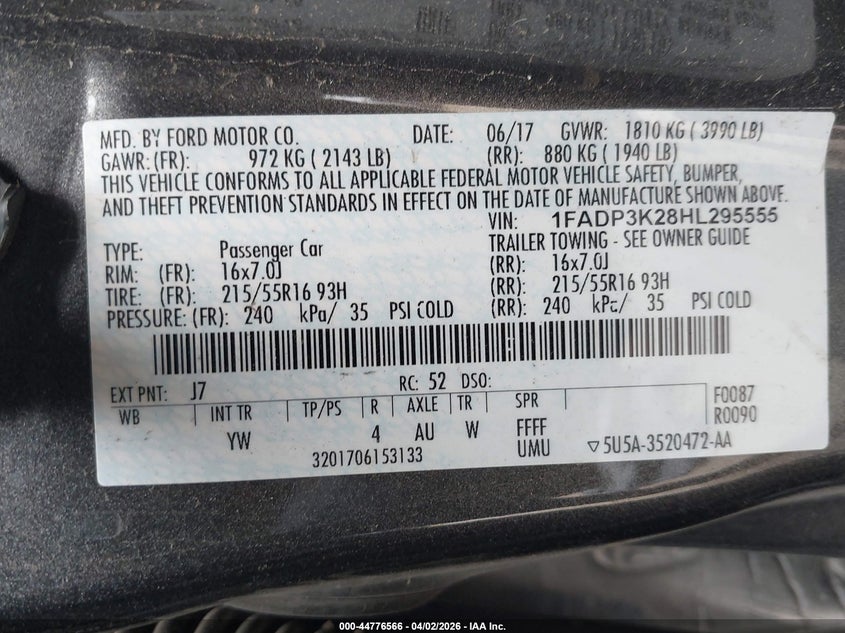 MFD. BY FORD MOTOR CO. DATE: 06/17 GVWR: 1810 KG ( 3990 LB)
GAWR: (FR): 972 KG ( 2143 LB) (RR): 880 KG ( 1940 LB)
THIS VEHICLE CONFORMS TO ALL APPLICABLE FEDERAL MOTOR VEHICLE SAFETY, BUMPER,
AND THEFT PREVENTION STANDARDS IN EFFECT ON THE DATE OF MANUFACTURE SHOWN ABOVE.
VIN: 1FADP3K28HL295555
TYPE: Passenger Car TRAILER TOWING - SEE OWNER GUIDE
RIM: (FR): 16x7.0J (RR): 16x7.0J
TIRE: (FR): 215/55R16 93H (RR): 215/55R16 93H
PRESSURE: (FR): 240 kPa/ 35 PSI COLD (RR): 240 kPa/ 35 PSI COLD
EXT PNT: J7 RC: 52 DSO:
WB INT TR TP/PS R AXLE TR SPR F0087
R0090
YW 4 AU W FFFF
UMU
3201706153133 ▽5U5A-3520472-AA
000-44776566 - 04/02/2026 - IAA Inc.